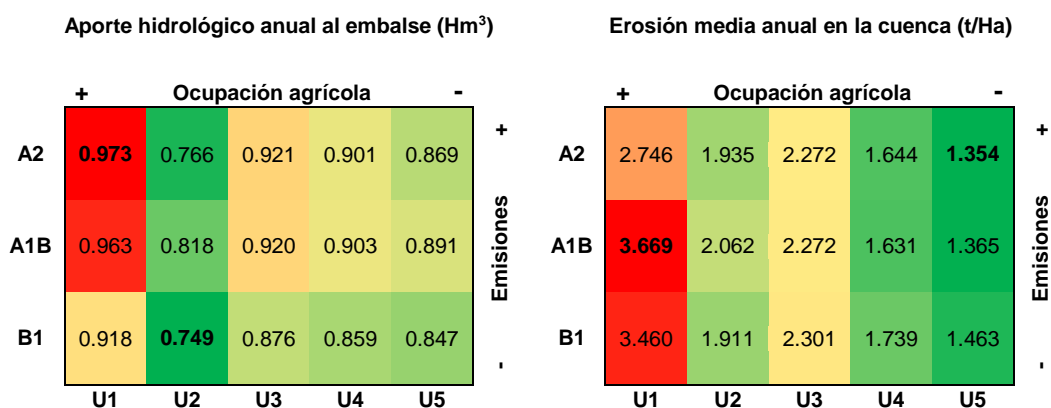 Aporte hidrológico anual al embalse (Hm³)
+ Ocupación agrícola -
A2 0.973 0.766 0.921 0.901 0.869
A1B 0.963 0.818 0.920 0.903 0.891
B1 0.918 0.749 0.876 0.859 0.847
U1 U2 U3 U4 U5
+
Emisiones
-
Erosión media anual en la cuenca (t/Ha)
+ Ocupación agrícola -
A2 2.746 1.935 2.272 1.644 1.354
A1B 3.669 2.062 2.272 1.631 1.365
B1 3.460 1.911 2.301 1.739 1.463
U1 U2 U3 U4 U5
+
Emisiones
-